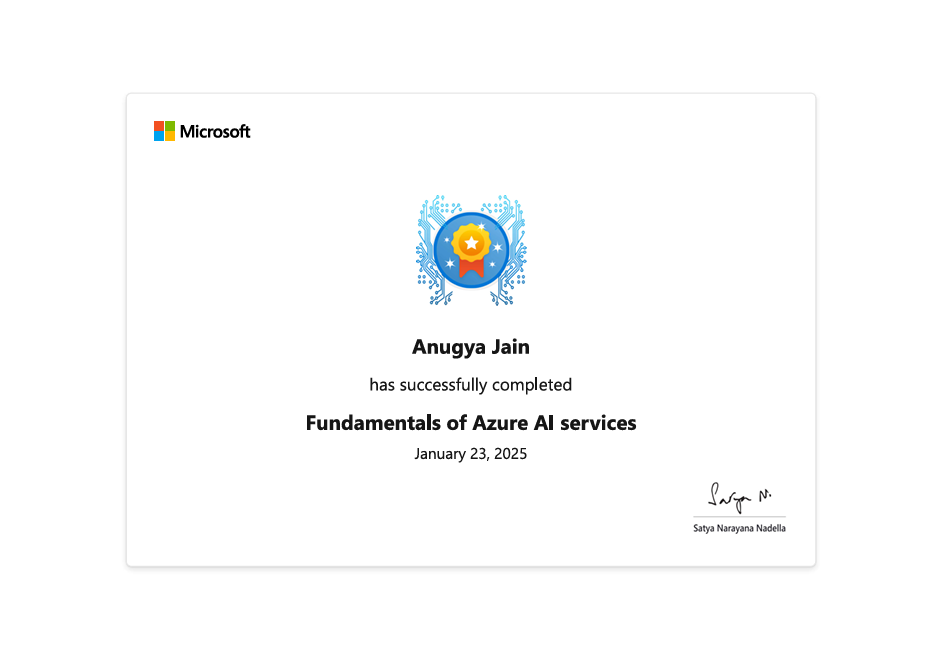 Microsoft
Anugya Jain
has successfully completed
Fundamentals of Azure AI services
January 23, 2025
Satya N.
Satya Narayana Nadella